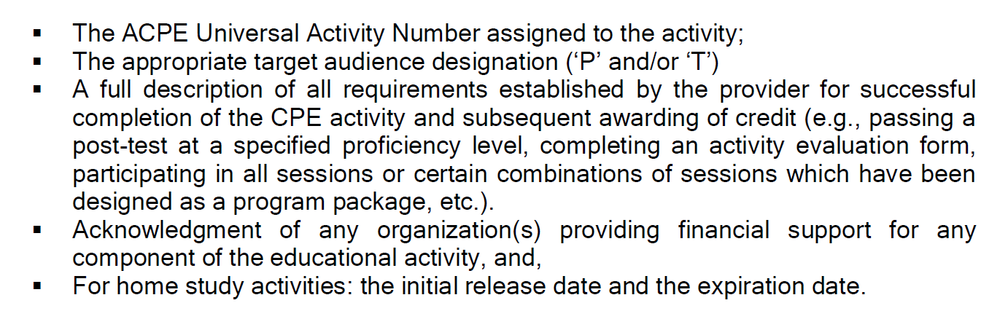 ▪ The ACPE Universal Activity Number assigned to the activity;
▪ The appropriate target audience designation (‘P’ and/or ‘T’)
▪ A full description of all requirements established by the provider for successful
completion of the CPE activity and subsequent awarding of credit (e.g., passing a
post-test at a specified proficiency level, completing an activity evaluation form,
participating in all sessions or certain combinations of sessions which have been
designed as a program package, etc.).
▪ Acknowledgment of any organization(s) providing financial support for any
component of the educational activity, and,
▪ For home study activities: the initial release date and the expiration date.